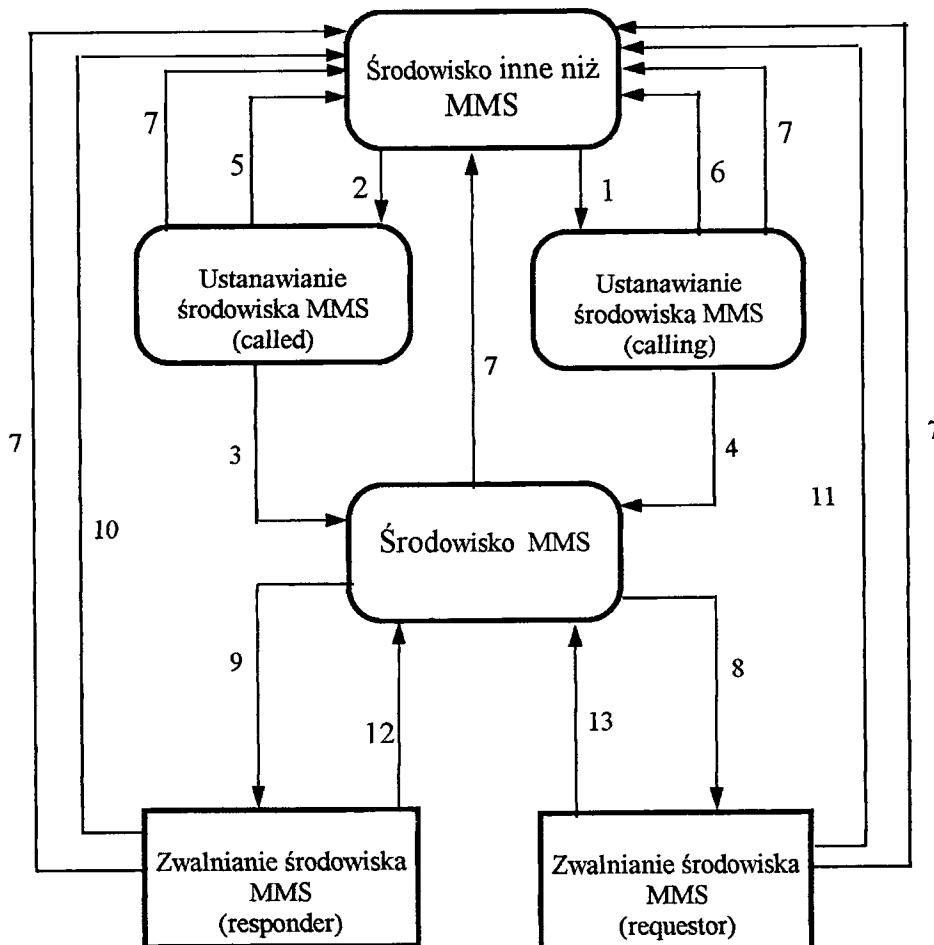 Środowisko inne niż
MMS
7
5
2
1
6
7
Ustanawianie
środowiska MMS
(called)
Ustanawianie
środowiska MMS
(calling)
7
7
3
4
7
10
11
Środowisko MMS
9
8
12
13
Zwalnianie środowiska
MMS
(responder)
Zwalnianie środowiska
MMS
(requestor)